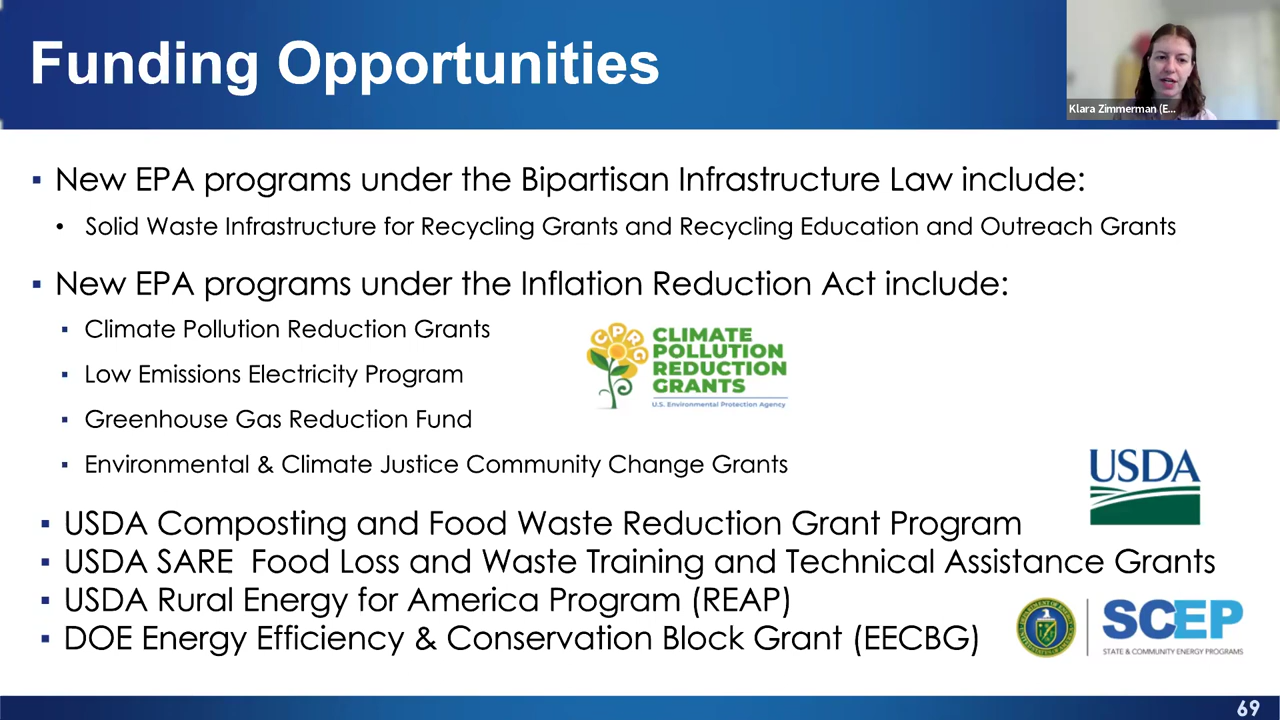 Funding Opportunities
Klara Zimmerman (E...
▪ New EPA programs under the Bipartisan Infrastructure Law include:
• Solid Waste Infrastructure for Recycling Grants and Recycling Education and Outreach Grants
▪ New EPA programs under the Inflation Reduction Act include:
▪ Climate Pollution Reduction Grants
▪ Low Emissions Electricity Program
▪ Greenhouse Gas Reduction Fund
▪ Environmental & Climate Justice Community Change Grants
CPRG
CLIMATE
POLLUTION
REDUCTION
GRANTS
U.S. Environmental Protection Agency
USDA
▪ USDA Composting and Food Waste Reduction Grant Program
▪ USDA SARE  Food Loss and Waste Training and Technical Assistance Grants
▪ USDA Rural Energy for America Program (REAP)
▪ DOE Energy Efficiency & Conservation Block Grant (EECBG)
SCEP
STATE & COMMUNITY ENERGY PROGRAMS
69